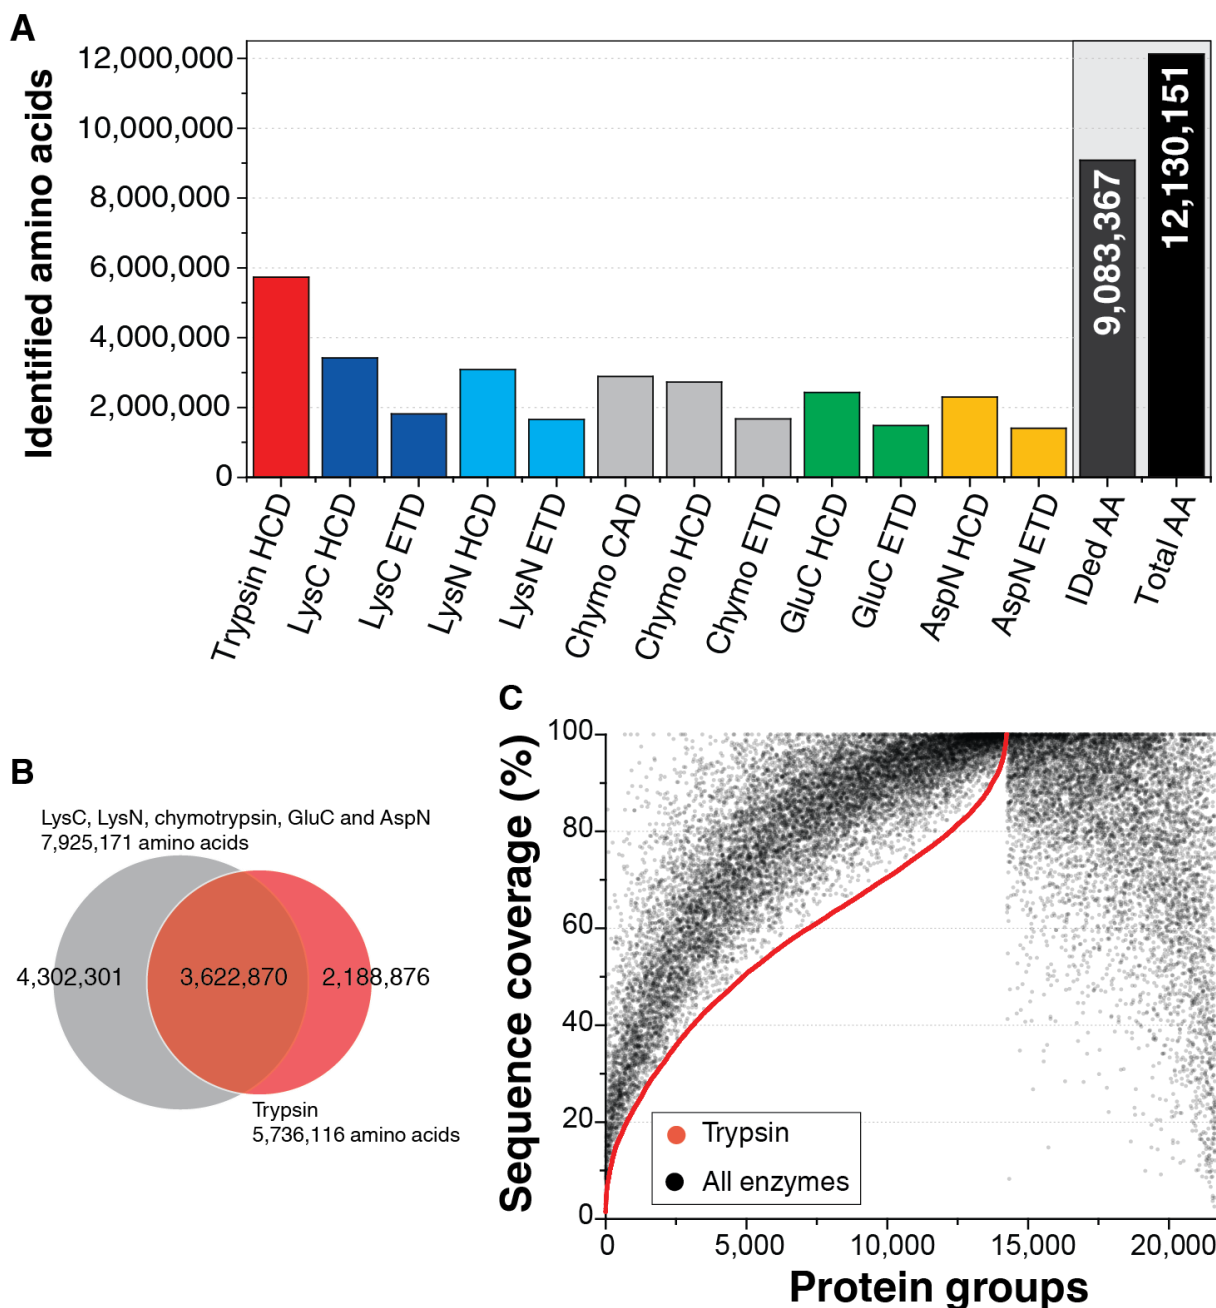 A
Identified amino acids
12,000,000
10,000,000
8,000,000
6,000,000
4,000,000
2,000,000
0
9,083,367
12,130,151
Trypsin HCD
LysC HCD
LysC ETD
LysN HCD
LysN ETD
Chymo CAD
Chymo HCD
Chymo ETD
GluC HCD
GluC ETD
AspN HCD
AspN ETD
IDed AA
Total AA
B
LysC, LysN, chymotrypsin, GluC and AspN
7,925,171 amino acids
4,302,301
3,622,870
2,188,876
Trypsin
5,736,116 amino acids
C
Sequence coverage (%)
100
80
60
40
20
0
Trypsin
All enzymes
0
5,000
10,000
15,000
20,000
Protein groups